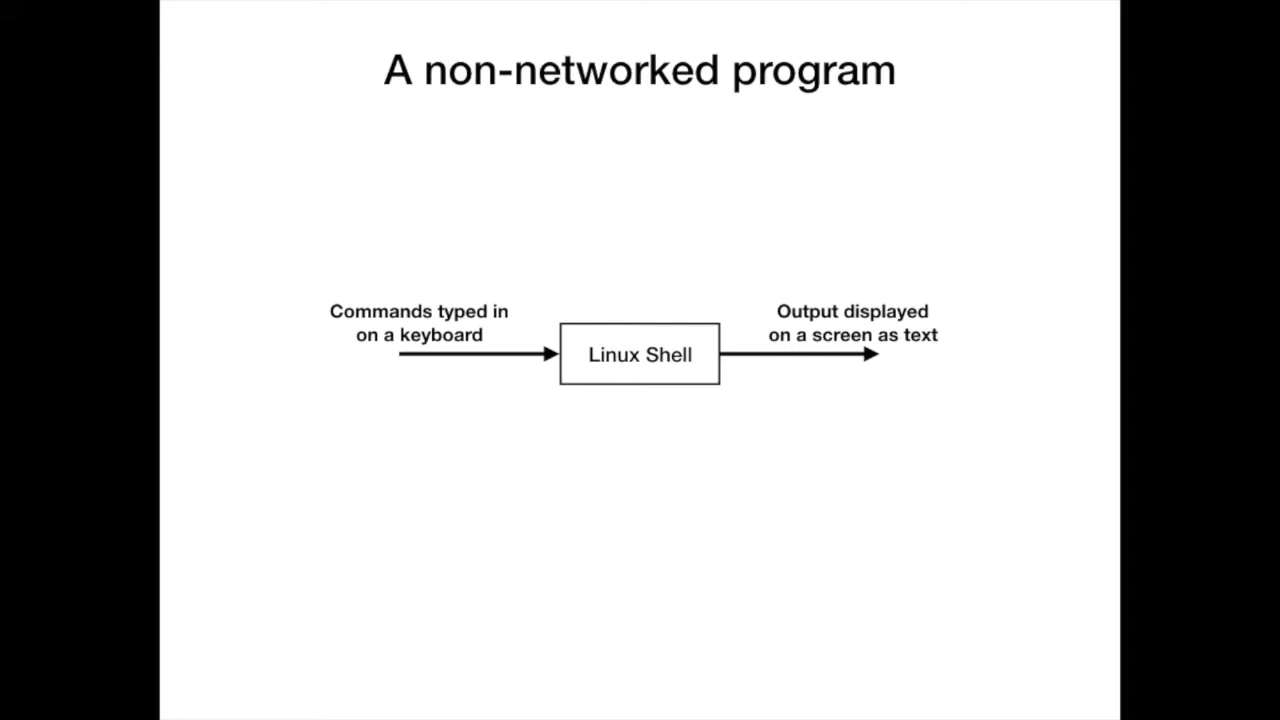 A non-networked program
Commands typed in
on a keyboard
Linux Shell
Output displayed
on a screen as text